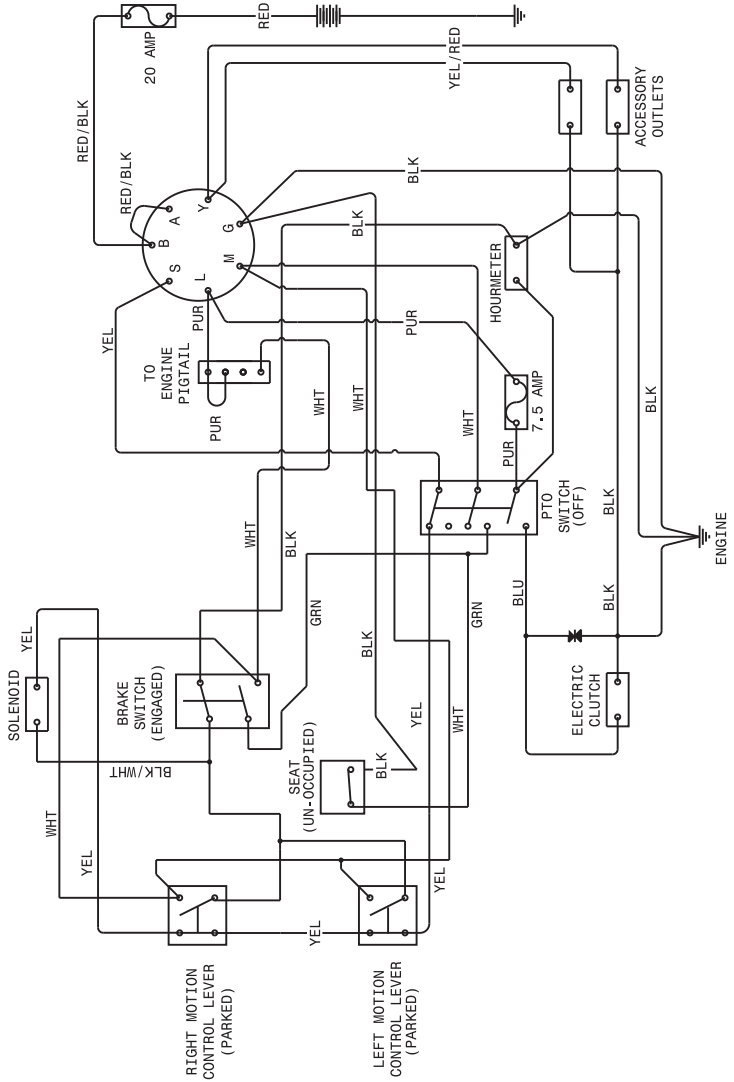 RED
20 AMP
RED/BLK
YEL/RED
ACCESSORY
OUTLETS
RED/BLK
BLK
A
Y
B
G
S
M
L
BLK
HOURMETER
PUR
YEL
PUR
TO
ENGINE
PIGTAIL
PUR
WHT
WHT
WHT
7.5 AMP
BLK
PUR
PTO
SWITCH
(OFF)
BLK
ENGINE
WHT
BLK
GRN
GRN
BLU
BLK
YEL
SOLENOID
BRAKE
SWITCH
(ENGAGED)
BLK
YEL
WHT
ELECTRIC
CLUTCH
BLK/WHT
SEAT
(UN-OCCUPIED)
BLK
WHT
YEL
YEL
YEL
RIGHT MOTION
CONTROL LEVER
(PARKED)
LEFT MOTION
CONTROL LEVER
(PARKED)